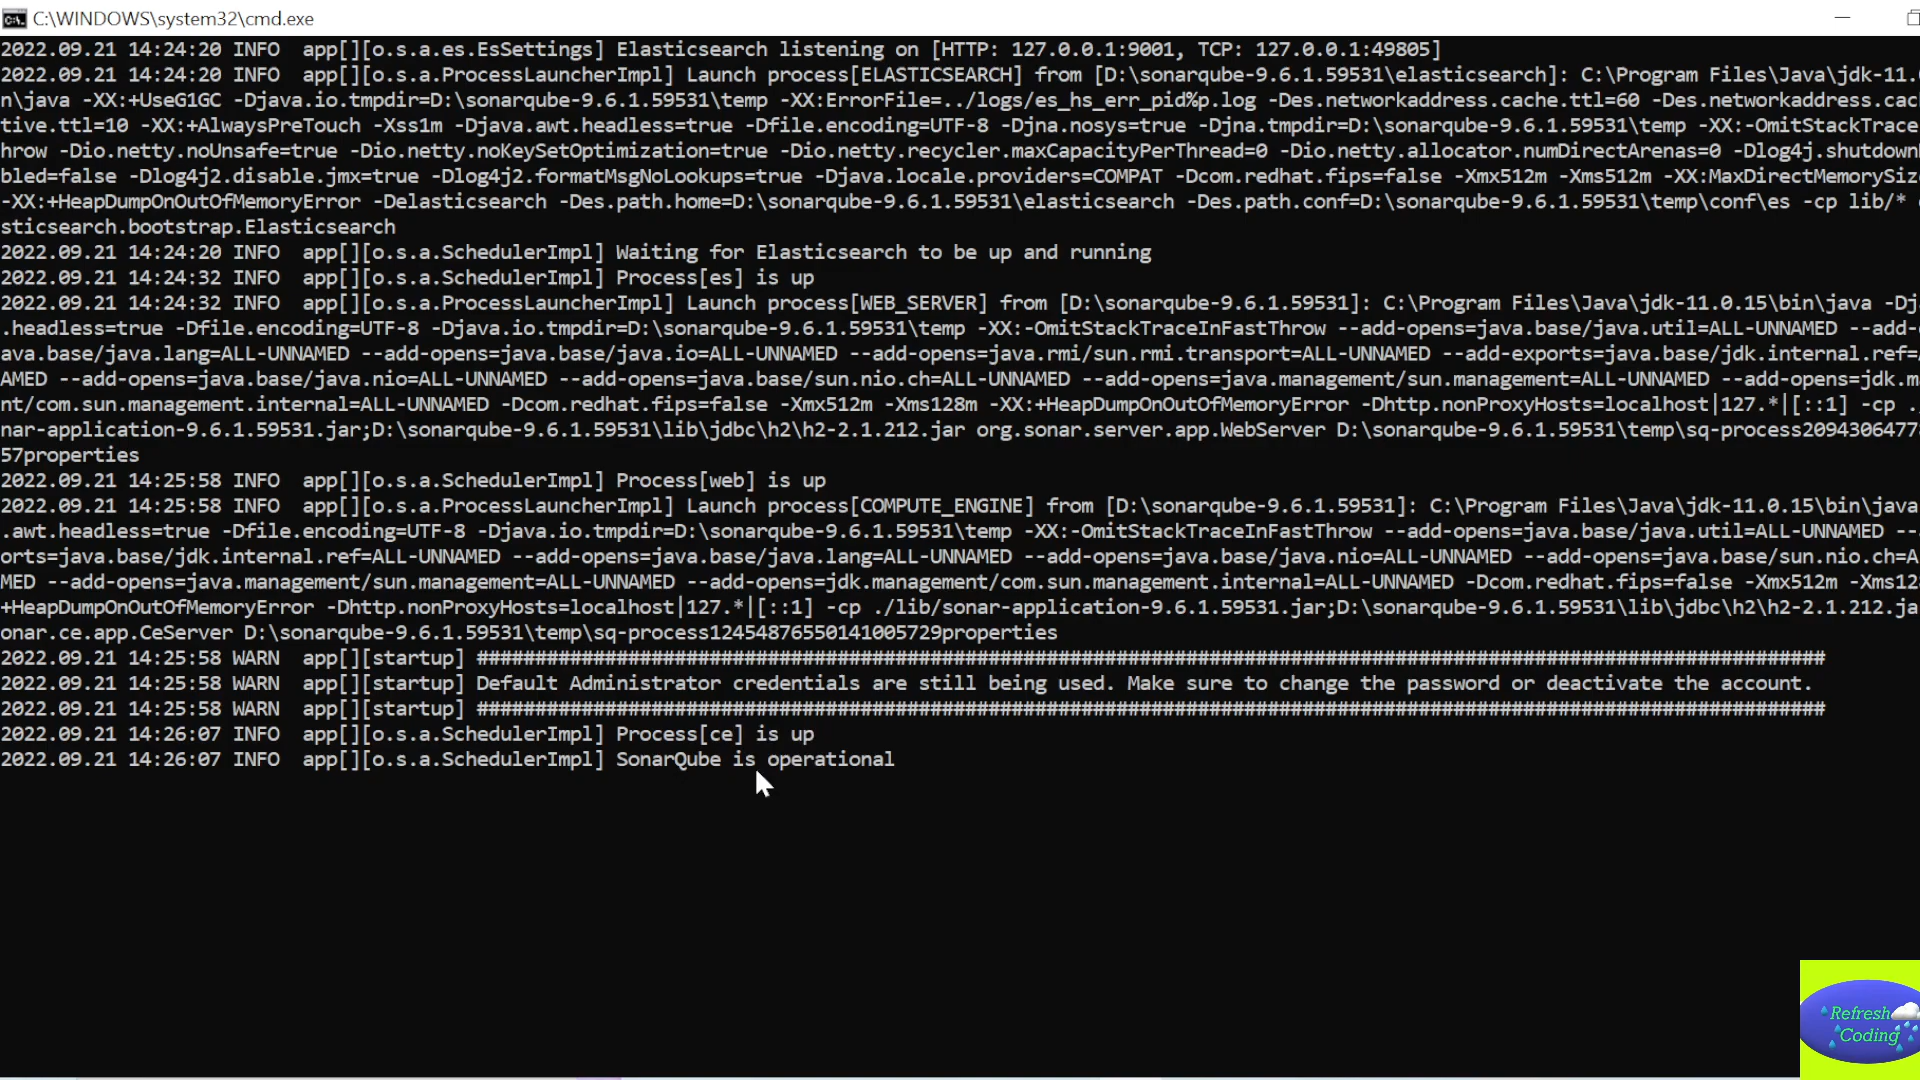 C:\WINDOWS\system32\cmd.exe
2022.09.21 14:24:20 INFO  app[][o.s.a.es.EsSettings] Elasticsearch listening on [HTTP: 127.0.0.1:9001, TCP: 127.0.0.1:49805]
2022.09.21 14:24:20 INFO  app[][o.s.a.ProcessLauncherImpl] Launch process[ELASTICSEARCH] from [D:\sonarqube-9.6.1.59531\elasticsearch]: C:\Program Files\Java\jdk-11.
n\java -XX:+UseG1GC -Djava.io.tmpdir=D:\sonarqube-9.6.1.59531\temp -XX:ErrorFile=../logs/es_hs_err_pid%p.log -Des.networkaddress.cache.ttl=60 -Des.networkaddress.cac
tive.ttl=10 -XX:+AlwaysPreTouch -Xss1m -Djava.awt.headless=true -Dfile.encoding=UTF-8 -Djna.nosys=true -Djna.tmpdir=D:\sonarqube-9.6.1.59531\temp -XX:-OmitStackTrace
hrow -Dio.netty.noUnsafe=true -Dio.netty.noKeySetOptimization=true -Dio.netty.recycler.maxCapacityPerThread=0 -Dio.netty.allocator.numDirectArenas=0 -Dlog4j.shutdown
bled=false -Dlog4j2.disable.jmx=true -Dlog4j2.formatMsgNoLookups=true -Djava.locale.providers=COMPAT -Dcom.redhat.fips=false -Xmx512m -Xms512m -XX:MaxDirectMemorySiz
-XX:+HeapDumpOnOutOfMemoryError -Delasticsearch -Des.path.home=D:\sonarqube-9.6.1.59531\elasticsearch -Des.path.conf=D:\sonarqube-9.6.1.59531\temp\conf\es -cp lib/*
sticsearch.bootstrap.Elasticsearch
2022.09.21 14:24:20 INFO  app[][o.s.a.SchedulerImpl] Waiting for Elasticsearch to be up and running
2022.09.21 14:24:32 INFO  app[][o.s.a.SchedulerImpl] Process[es] is up
2022.09.21 14:24:32 INFO  app[][o.s.a.ProcessLauncherImpl] Launch process[WEB_SERVER] from [D:\sonarqube-9.6.1.59531]: C:\Program Files\Java\jdk-11.0.15\bin\java -Dj
.headless=true -Dfile.encoding=UTF-8 -Djava.io.tmpdir=D:\sonarqube-9.6.1.59531\temp -XX:-OmitStackTraceInFastThrow --add-opens=java.base/java.util=ALL-UNNAMED --add-
ava.base/java.lang=ALL-UNNAMED --add-opens=java.base/java.io=ALL-UNNAMED --add-opens=java.rmi/sun.rmi.transport=ALL-UNNAMED --add-exports=java.base/jdk.internal.ref=
AMED --add-opens=java.base/java.nio=ALL-UNNAMED --add-opens=java.base/sun.nio.ch=ALL-UNNAMED --add-opens=java.management/sun.management=ALL-UNNAMED --add-opens=jdk.m
nt/com.sun.management.internal=ALL-UNNAMED -Dcom.redhat.fips=false -Xmx512m -Xms128m -XX:+HeapDumpOnOutOfMemoryError -Dhttp.nonProxyHosts=localhost|127.*|[::1] -cp .
nar-application-9.6.1.59531.jar;D:\sonarqube-9.6.1.59531\lib\jdbc\h2\h2-2.1.212.jar org.sonar.server.app.WebServer D:\sonarqube-9.6.1.59531\temp\sq-process2094306477
57properties
2022.09.21 14:25:58 INFO  app[][o.s.a.SchedulerImpl] Process[web] is up
2022.09.21 14:25:58 INFO  app[][o.s.a.ProcessLauncherImpl] Launch process[COMPUTE_ENGINE] from [D:\sonarqube-9.6.1.59531]: C:\Program Files\Java\jdk-11.0.15\bin\java
.awt.headless=true -Dfile.encoding=UTF-8 -Djava.io.tmpdir=D:\sonarqube-9.6.1.59531\temp -XX:-OmitStackTraceInFastThrow --add-opens=java.base/java.util=ALL-UNNAMED --
orts=java.base/jdk.internal.ref=ALL-UNNAMED --add-opens=java.base/java.lang=ALL-UNNAMED --add-opens=java.base/java.nio=ALL-UNNAMED --add-opens=java.base/sun.nio.ch=A
MED --add-opens=java.management/sun.management=ALL-UNNAMED --add-opens=jdk.management/com.sun.management.internal=ALL-UNNAMED -Dcom.redhat.fips=false -Xmx512m -Xms12
+HeapDumpOnOutOfMemoryError -Dhttp.nonProxyHosts=localhost|127.*|[::1] -cp ./lib/sonar-application-9.6.1.59531.jar;D:\sonarqube-9.6.1.59531\lib\jdbc\h2\h2-2.1.212.ja
onar.ce.app.CeServer D:\sonarqube-9.6.1.59531\temp\sq-process12454876550141005729properties
2022.09.21 14:25:58 WARN  app[][startup] ####################################################################################################################
2022.09.21 14:25:58 WARN  app[][startup] Default Administrator credentials are still being used. Make sure to change the password or deactivate the account.
2022.09.21 14:25:58 WARN  app[][startup] ####################################################################################################################
2022.09.21 14:26:07 INFO  app[][o.s.a.SchedulerImpl] Process[ce] is up
2022.09.21 14:26:07 INFO  app[][o.s.a.SchedulerImpl] SonarQube is operational
Refresh
Coding